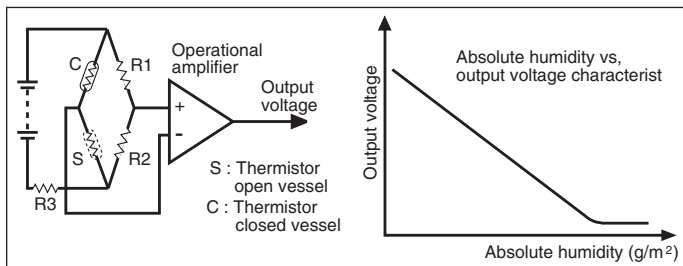 C
R1
Operational
amplifier
Output
voltage
+
-
S
R2
R3
S : Thermistor
open vessel
C : Thermistor
closed vessel
Absolute humidity vs,
output voltage characterist
Output voltage
Absolute humidity (g/m²)